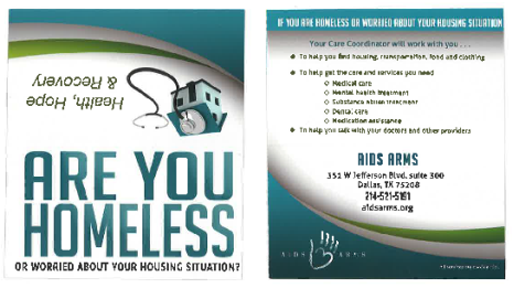 Health, Hope
& Recovery
ARE YOU
HOMELESS
OR WORRIED ABOUT YOUR HOUSING SITUATION?
IF YOU ARE HOMELESS OR WORRIED ABOUT YOUR HOUSING SITUATION
Your Care Coordinator will work with you . . .
To help you find housing, transportation, food and clothing
To help get the care and services you need
Medical care
Mental health treatment
Substance abuse treatment
Dental care
Medication assistance
To help you talk with your doctors and other providers
AIDS ARMS
351 W Jefferson Blvd. suite 300
Dallas, TX 75208
214-521-5191
aidsarms.org
AIDS ARMS